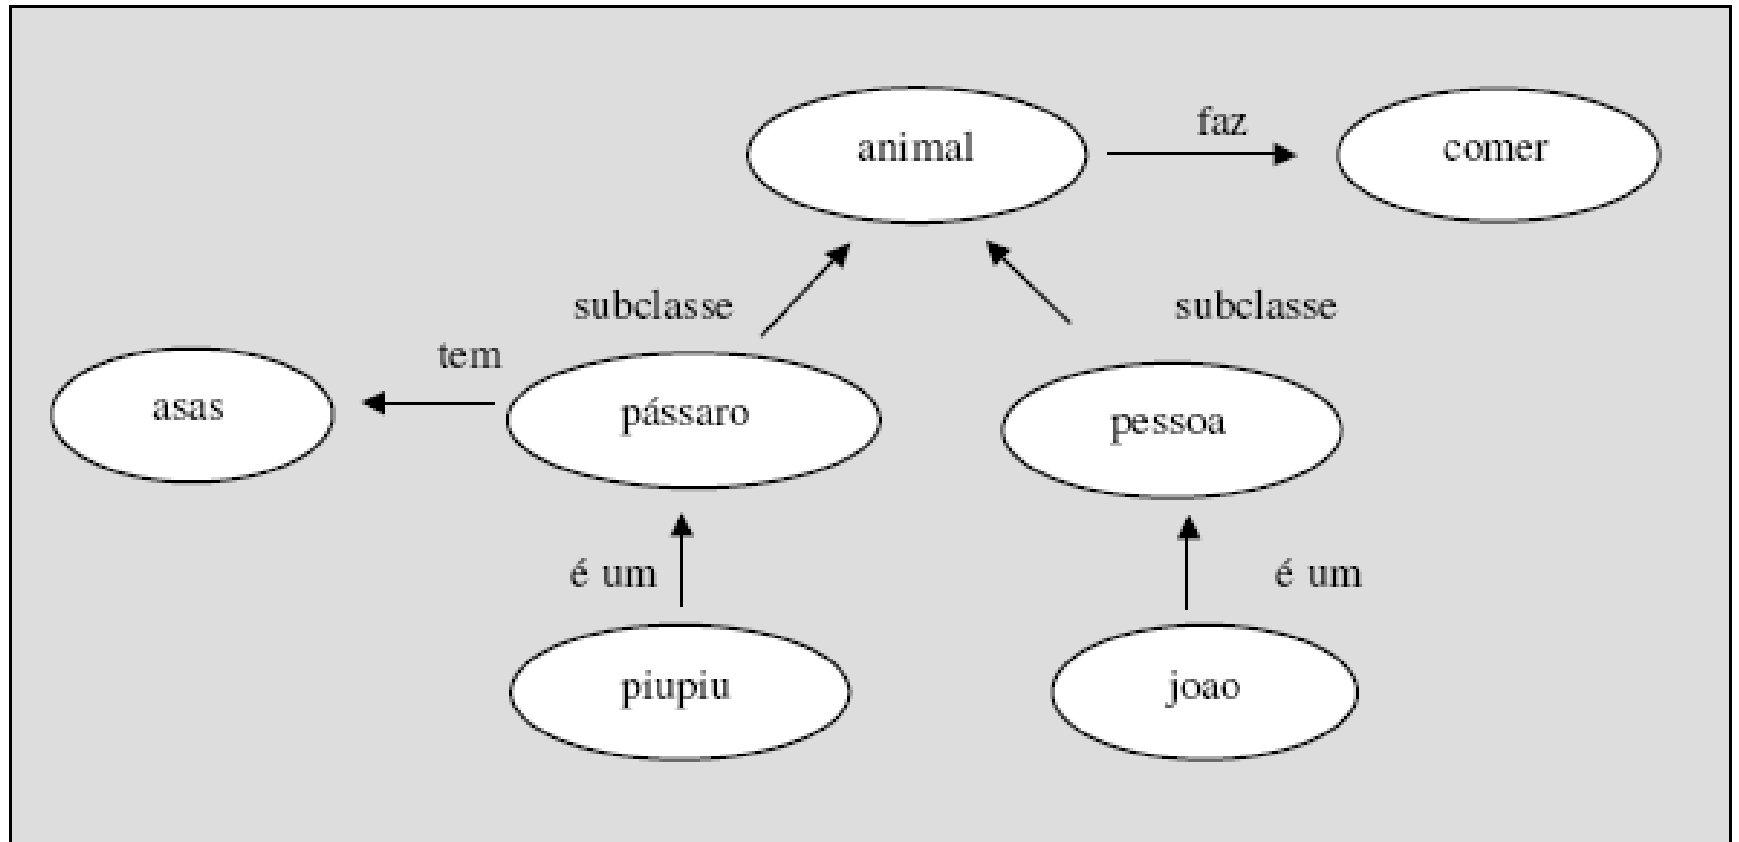 faz
animal
comer
subclasse
subclasse
tem
asas
pássaro
pessoa
é um
é um
piupiu
joao